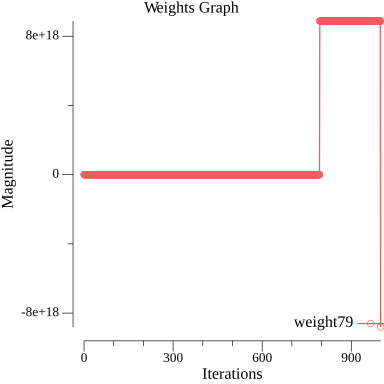 Weights Graph
8e+18
0
-8e+18
Magnitude
weight79
0
300
600
900
Iterations